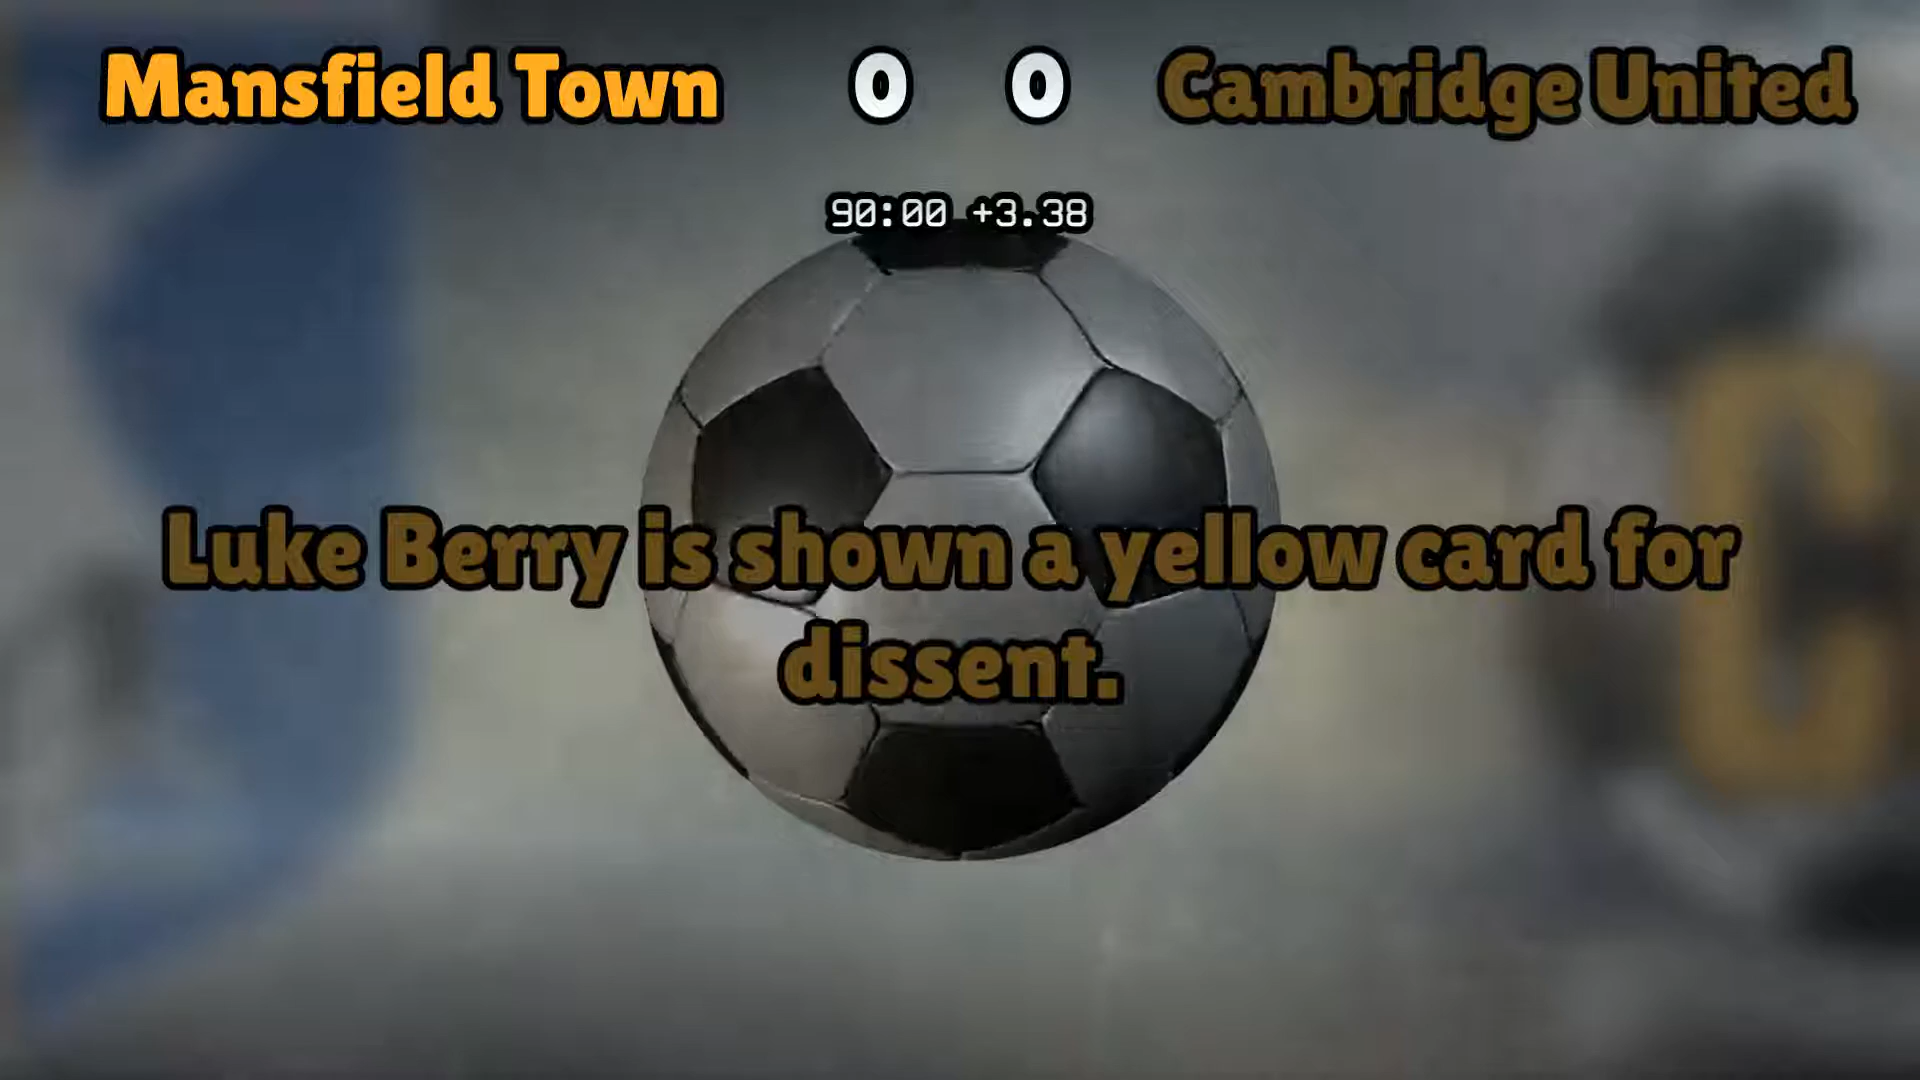 Mansfield Town 0 0 Cambridge United
90:00 +3.38
Luke Berry is shown a yellow card for
dissent.